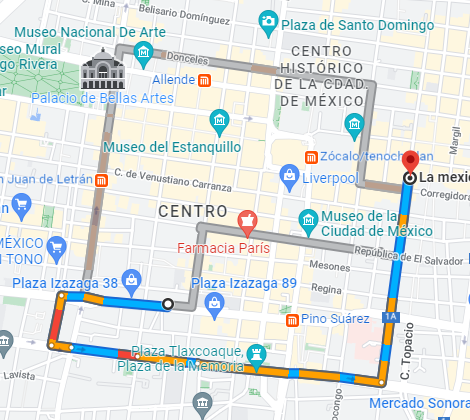 Belisario Domínguez
Plaza de Santo Domingo
Museo Nacional De Arte
seo Mural
go Rivera
Donceles
CENTRO
HISTÓRICO
DE LA CDAD.
DE MÉXICO
Allende
Palacio de Bellas Artes
Museo del Estanquillo
Margil
Zócalo/tenochtitlan
La mexic
an Juan de Letrán
C. de Venustiano Carranza
Liverpool
Corregidora
CENTRO
Museo de la
Ciudad de México
Farmacia París
República de El Salvador
MÉXICO
N TONO
Mesones
Plaza Izazaga 38
Plaza Izazaga 89
Regina
Pino Suárez
1A
C. Topacio
Plaza Tlaxcoaque,
Plaza de la Memoria
Lavista
Mercado Sonora